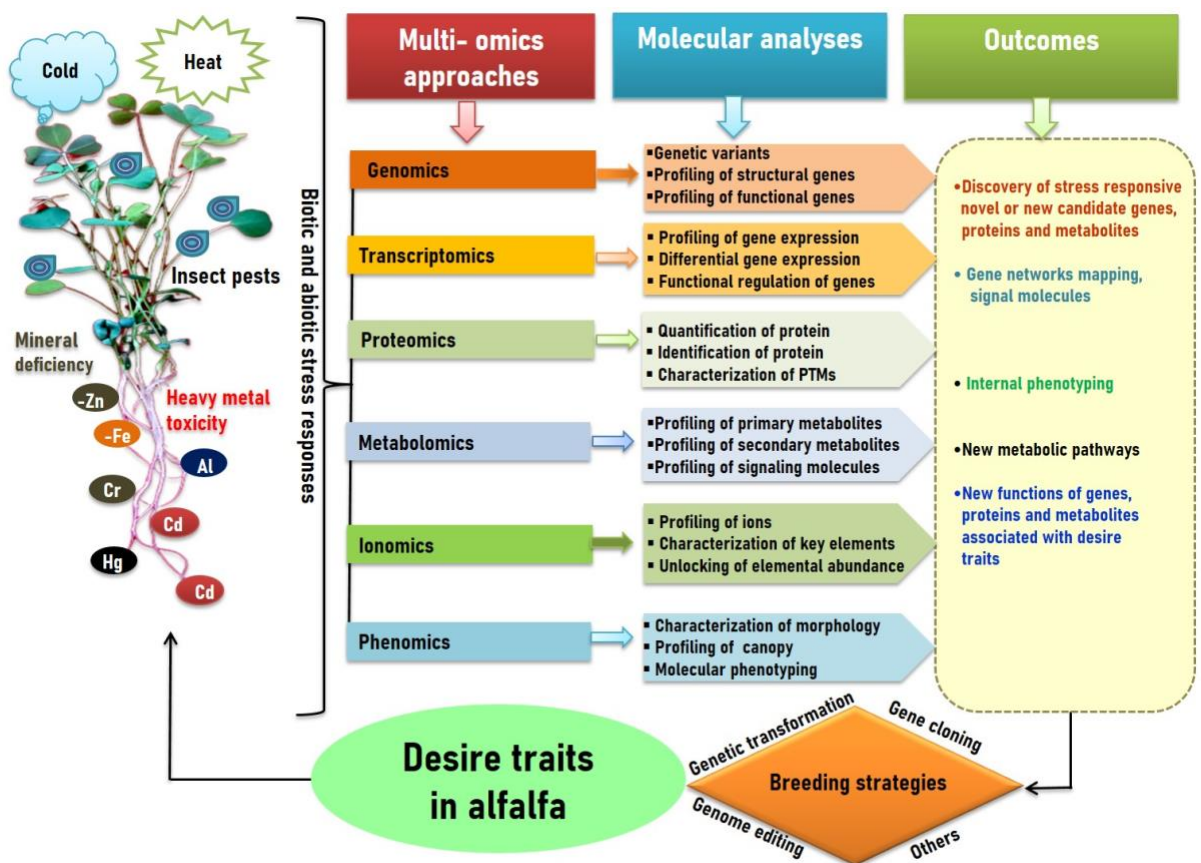 Cold
Heat
Insect pests
Mineral
deficiency
-Zn
Heavy metal
toxicity
-Fe
Al
Cr
Cd
Hg
Cd
Biotic and abiotic stress responses
Multi- omics
approaches
Molecular analyses
Outcomes
Genomics
▪Genetic variants
▪Profiling of structural genes
▪Profiling of functional genes
Transcriptomics
▪ Profiling of gene expression
▪ Differential gene expression
▪ Functional regulation of genes
Proteomics
▪ Quantification of protein
▪ Identification of protein
▪ Characterization of PTMs
Metabolomics
▪Profiling of primary metabolites
▪Profiling of secondary metabolites
▪Profiling of signaling molecules
Ionomics
▪ Profiling of ions
▪ Characterization of key elements
▪ Unlocking of elemental abundance
Phenomics
▪ Characterization of morphology
▪ Profiling of canopy
▪ Molecular phenotyping
•Discovery of stress responsive
novel or new candidate genes,
proteins and metabolites
• Gene networks mapping,
signal molecules
• Internal phenotyping
•New metabolic pathways
•New functions of genes,
proteins and metabolites
associated with desire
traits
Genetic transformation
Gene cloning
Breeding strategies
Genome editing
Others
Desire traits
in alfalfa